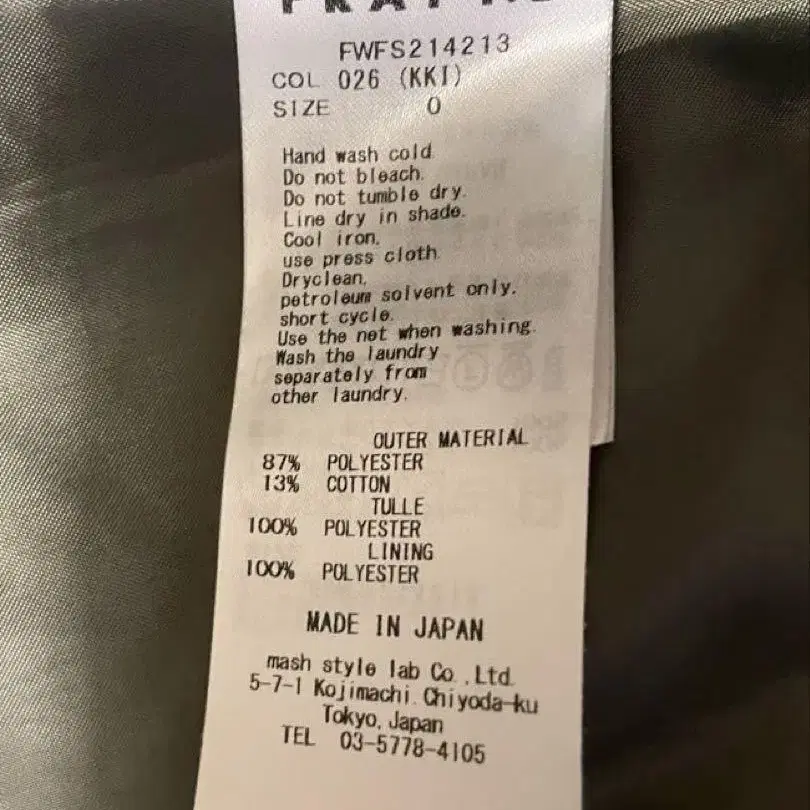 FWFS214213
COL 026 (KKI)
SIZE 0
Hand wash cold.
Do not bleach.
Do not tumble dry.
Line dry in shade.
Cool iron.
use press cloth.
Dryclean.
petroleum solvent only.
short cycle.
Use the net when washing.
Wash the laundry
separately from
other laundry.
OUTER MATERIAL
87% POLYESTER
13% COTTON
TULLE
100% POLYESTER
LINING
100% POLYESTER
MADE IN JAPAN
mash style lab Co.,Ltd.
5-7-1 Kojimachi. Chiyoda-ku
Tokyo, Japan
TEL 03-5778-4105